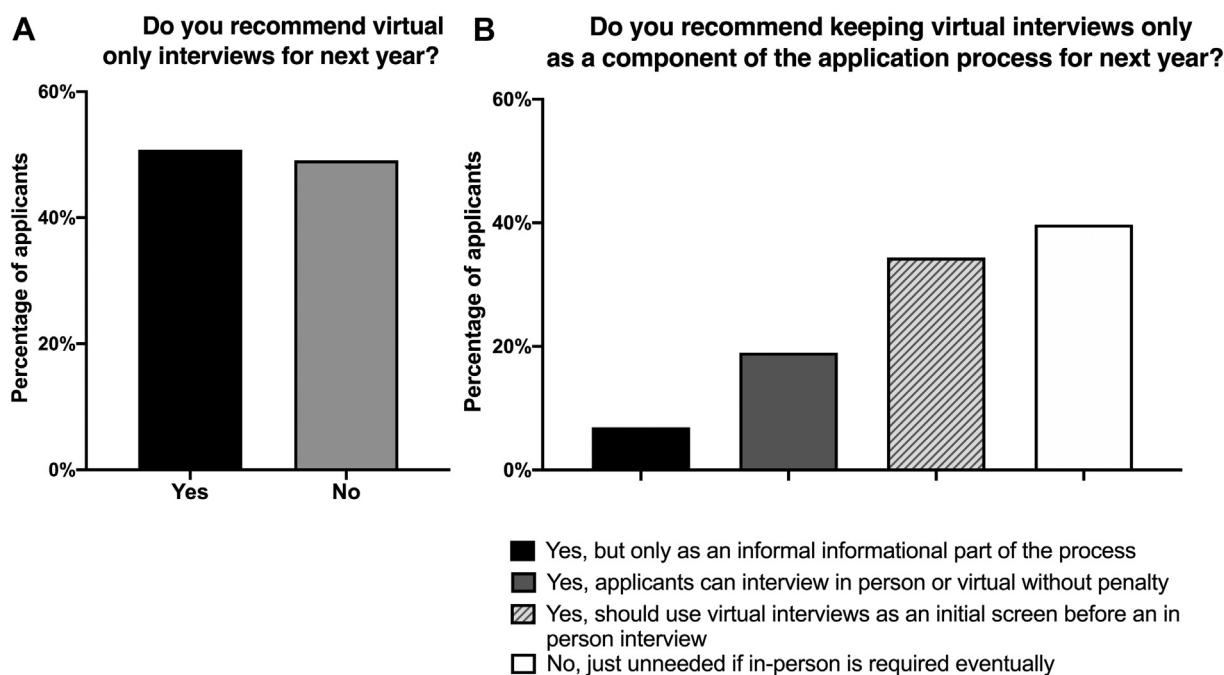 A
Do you recommend virtual
only interviews for next year?
60%
40%
20%
0%
Percentage of applicants
Yes
No
B
Do you recommend keeping virtual interviews only
as a component of the application process for next year?
60%
40%
20%
0%
Percentage of applicants
Yes, but only as an informal informational part of the process
Yes, applicants can interview in person or virtual without penalty
Yes, should use virtual interviews as an initial screen before an in
person interview
No, just unneeded if in-person is required eventually